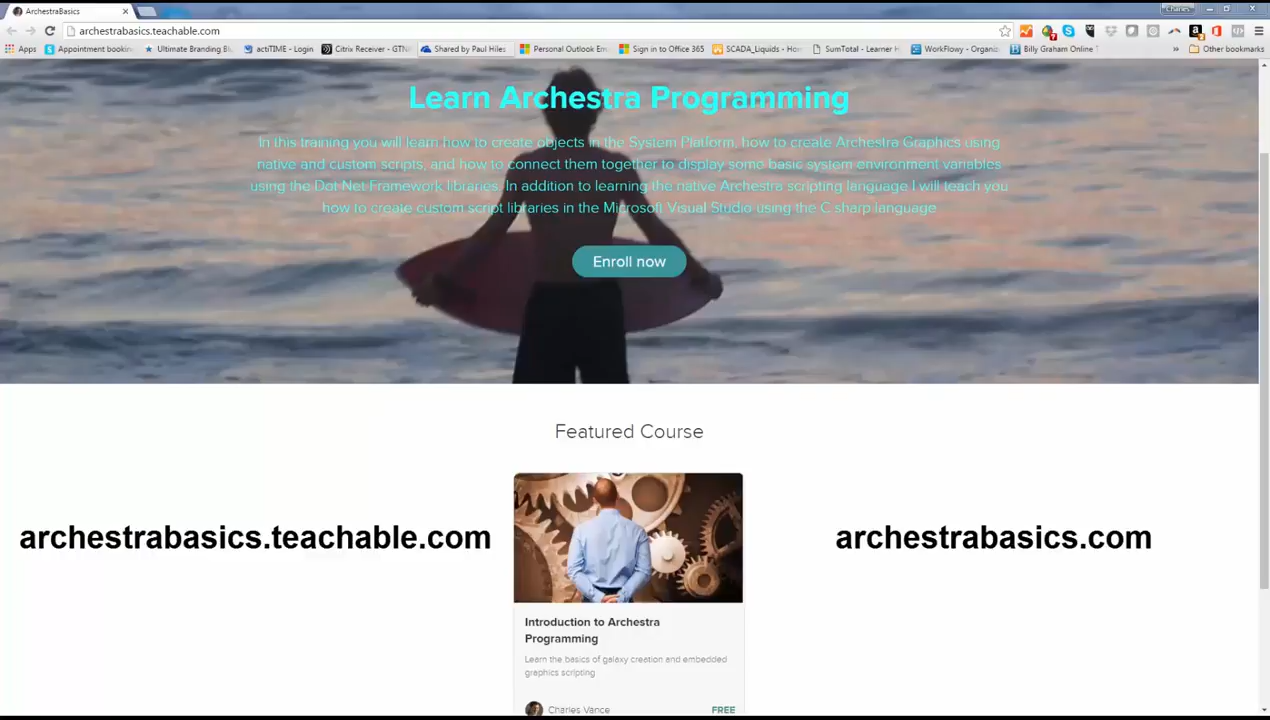 ArchestraBasics
Charles
archestrabasics.teachable.com
Apps
Appointment booking
Ultimate Branding Blu
actiTIME - Login
Citrix Receiver - GTN
Shared by Paul Hiles
Personal Outlook Em
Sign in to Office 365
SCADA_Liquids - Hom
SumTotal - Learner H
WorkFlowy - Organiz
Billy Graham Online T
»
Other bookmarks
Learn Archestra Programming
In this training you will learn how to create objects in the System Platform, how to create Archestra Graphics using
native and custom scripts, and how to connect them together to display some basic system environment variables
using the Dot Net Framework libraries. In addition to learning the native Archestra scripting language I will teach you
how to create custom script libraries in the Microsoft Visual Studio using the C sharp language
Enroll now
Featured Course
archestrabasics.teachable.com
archestrabasics.com
Introduction to Archestra
Programming
Learn the basics of galaxy creation and embedded
graphics scripting
Charles Vance
FREE